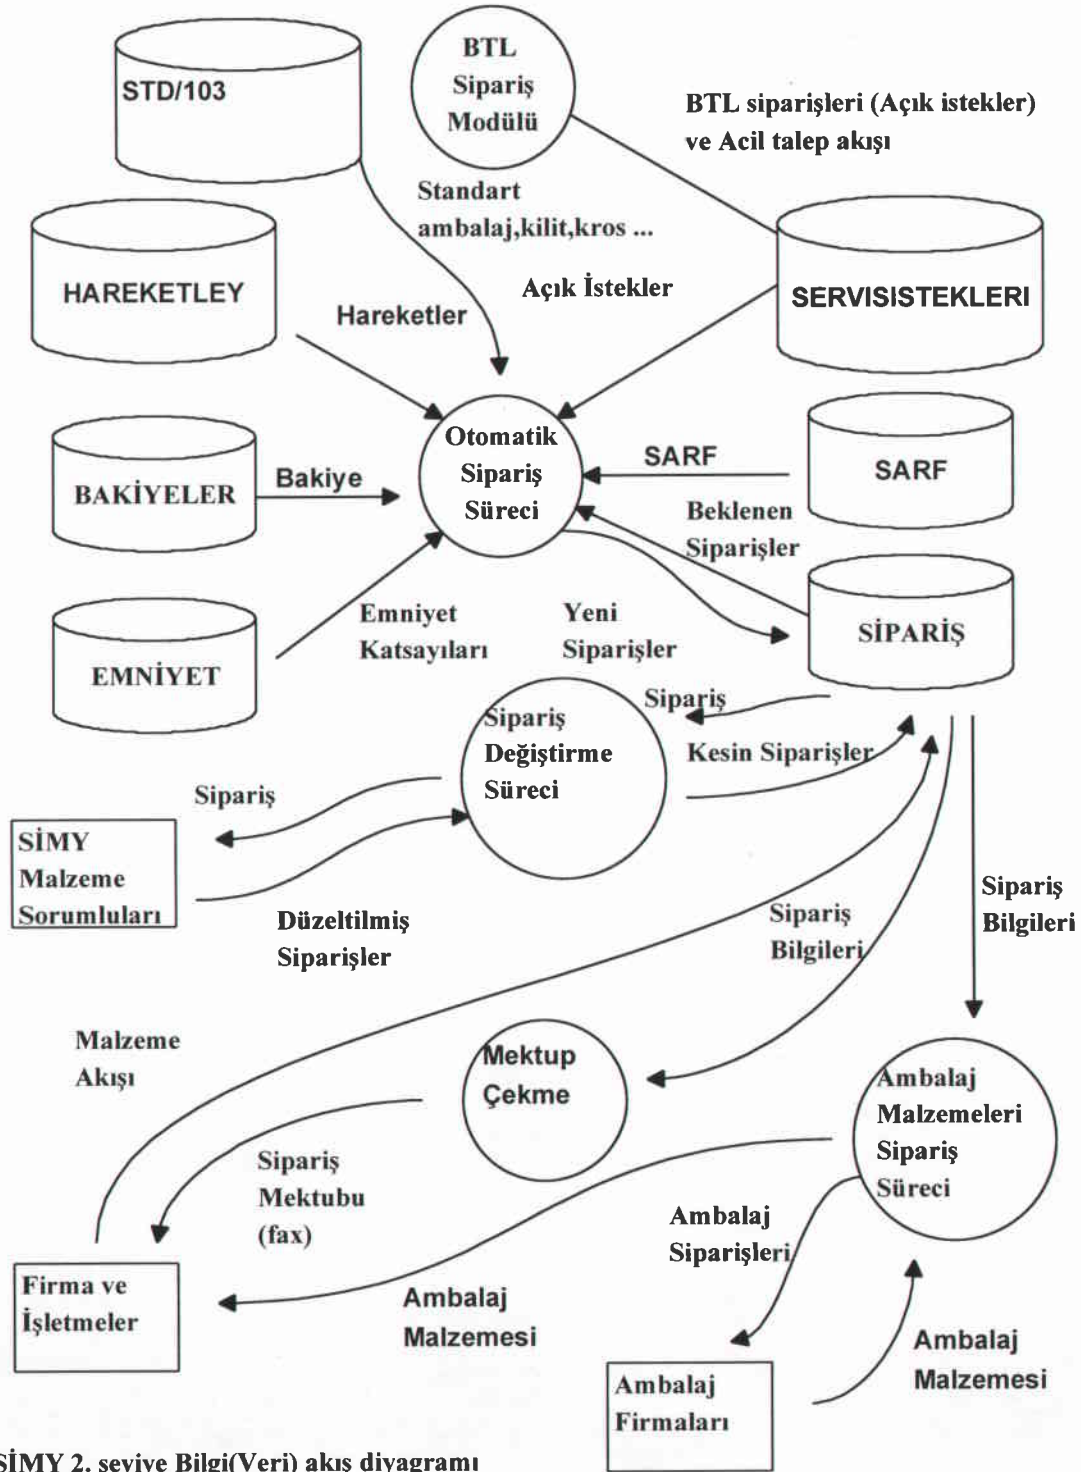 STD/103
BTL
Sipariş
Modülü
BTL siparişleri (Açık istekler)
ve Acil talep akışı
Standart
ambalaj,kilit,kros ...
HAREKETLEY
Hareketler
Açık İstekler
SERVISISTEKLERI
Otomatik
Sipariş
Süreci
SARF
SARF
BAKİYELER
Bakiye
Beklenen
Siparişler
EMNİYET
Emniyet
Katsayıları
Yeni
Siparişler
SİPARİŞ
Sipariş
Sipariş
Değiştirme
Süreci
Kesin Siparişler
Sipariş
SİMY
Malzeme
Sorumluları
Düzeltilmiş
Siparişler
Sipariş
Bilgileri
Sipariş
Bilgileri
Malzeme
Akışı
Mektup
Çekme
Ambalaj
Malzemeleri
Sipariş
Süreci
Sipariş
Mektubu
(fax)
Ambalaj
Siparişleri
Firma ve
İşletmeler
Ambalaj
Malzemesi
Ambalaj
Malzemesi
Ambalaj
Firmaları
SİMY 2. seviye Bilgi(Veri) akış diyagramı